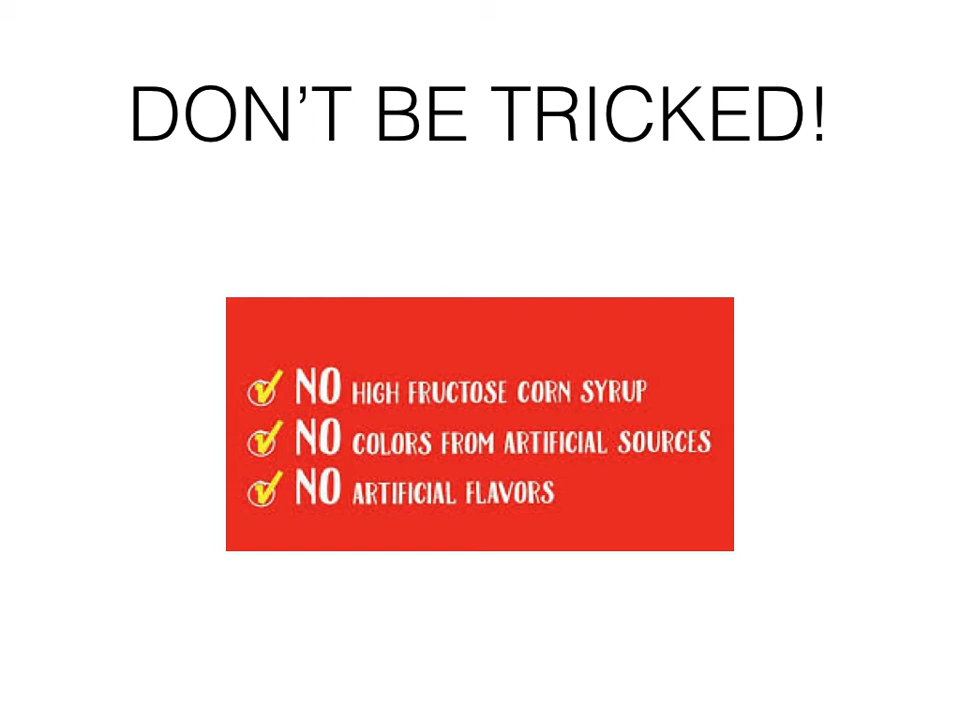 DON’T BE TRICKED!
NO HIGH FRUCTOSE CORN SYRUP
NO COLORS FROM ARTIFICIAL SOURCES
NO ARTIFICIAL FLAVORS